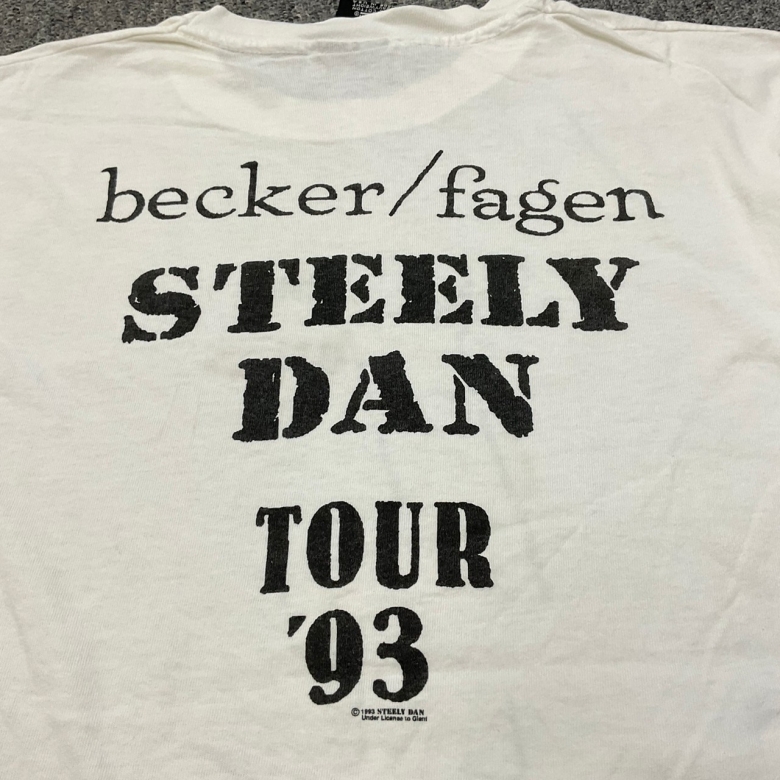 becker/fagen
STEELY
DAN
TOUR
'93
©1993 STEELY DAN
Under License to Giant